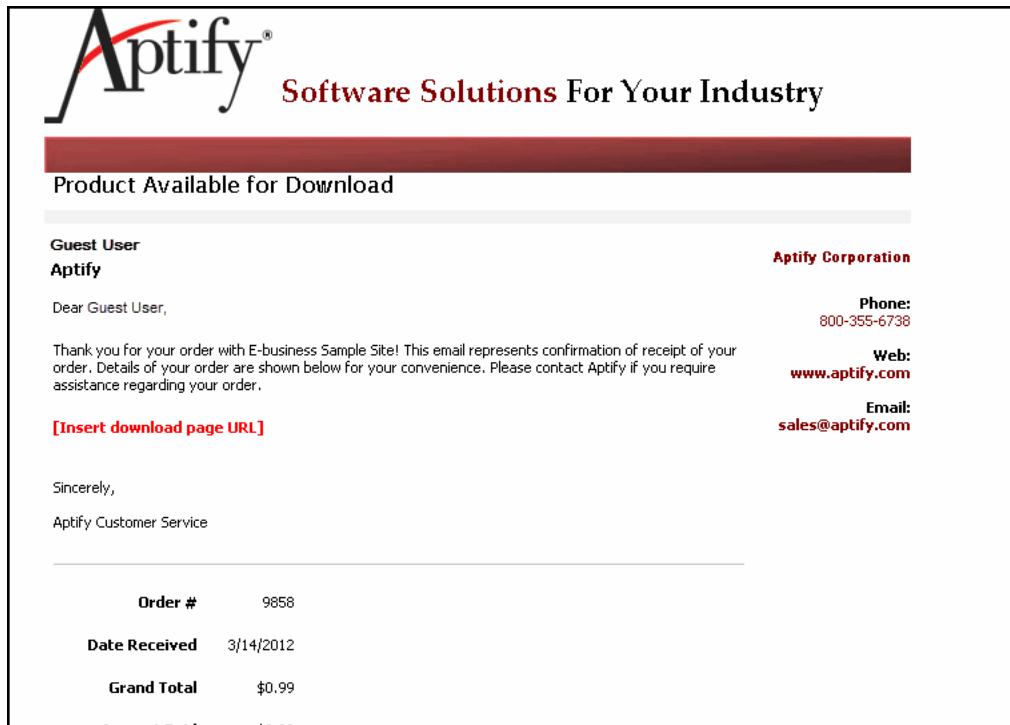 Aptify®
Software Solutions For Your Industry
Product Available for Download
Guest User
Aptify
Dear Guest User,
Thank you for your order with E-business Sample Site! This email represents confirmation of receipt of your
order. Details of your order are shown below for your convenience. Please contact Aptify if you require
assistance regarding your order.
[Insert download page URL]
Sincerely,
Aptify Customer Service
Aptify Corporation
Phone:
800-355-6738
Web:
www.aptify.com
Email:
sales@aptify.com
Order # 9858
Date Received 3/14/2012
Grand Total $0.99